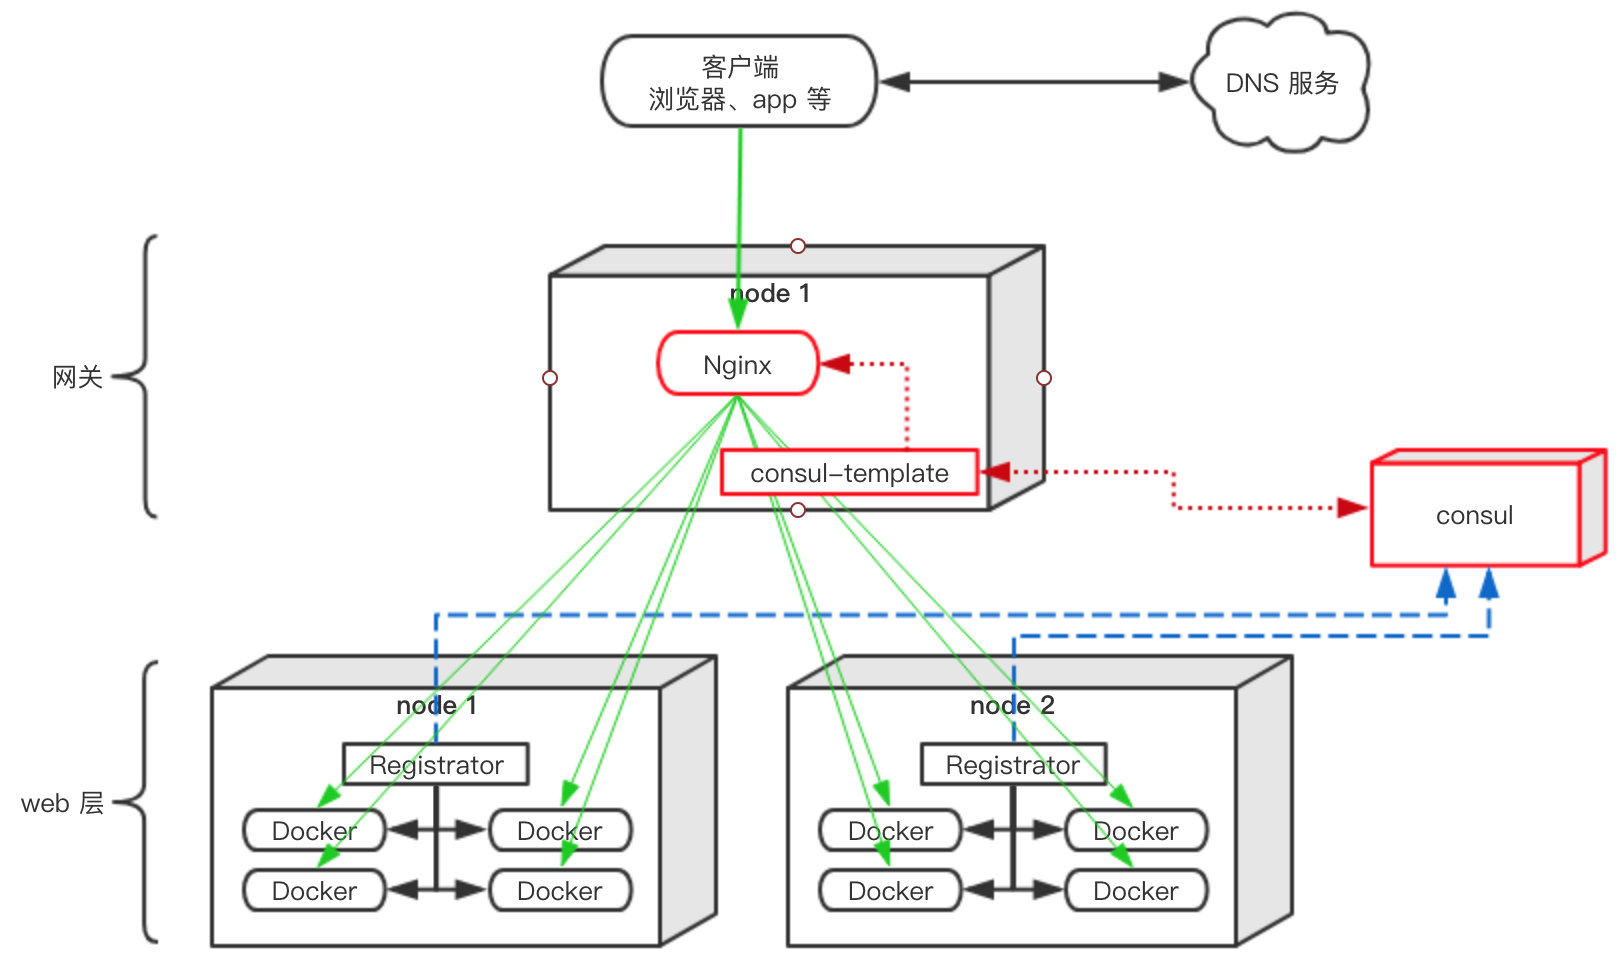 客户端
浏览器、app 等
DNS 服务
node 1
网关
Nginx
consul-template
consul
node 1
node 2
Registrator
Registrator
web 层
Docker
Docker
Docker
Docker
Docker
Docker
Docker
Docker